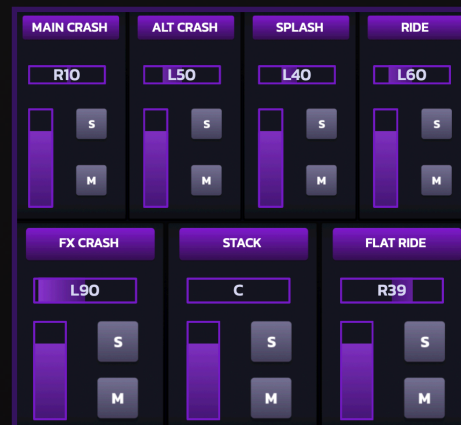 MAIN CRASH ALT CRASH SPLASH RIDE
R10 L50 L40 L60
S S S S
M M M M
FX CRASH STACK FLAT RIDE
L90 C R39
S S S
M M M